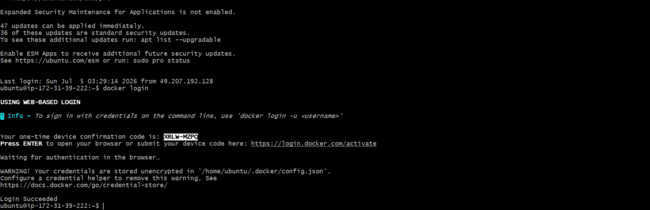 Expanded Security Maintenance for Applications is not enabled.
47 updates can be applied immediately.
36 of these updates are standard security updates.
To see these additional updates run: apt list --upgradable
Enable ESM Apps to receive additional future security updates.
See https://ubuntu.com/esm or run: sudo pro status
Last login: Sun Jul 5 03:29:14 2026 from 49.207.192.128
ubuntu@ip-172-31-39-222:~$ docker login
USING WEB-BASED LOGIN
i Info → To sign in with credentials on the command line, use 'docker login -u <username>'
Your one-time device confirmation code is: XRLW-MZPQ
Press ENTER to open your browser or submit your device code here: https://login.docker.com/activate
Waiting for authentication in the browser…
WARNING! Your credentials are stored unencrypted in '/home/ubuntu/.docker/config.json'.
Configure a credential helper to remove this warning. See
https://docs.docker.com/go/credential-store/
Login Succeeded
ubuntu@ip-172-31-39-222:~$